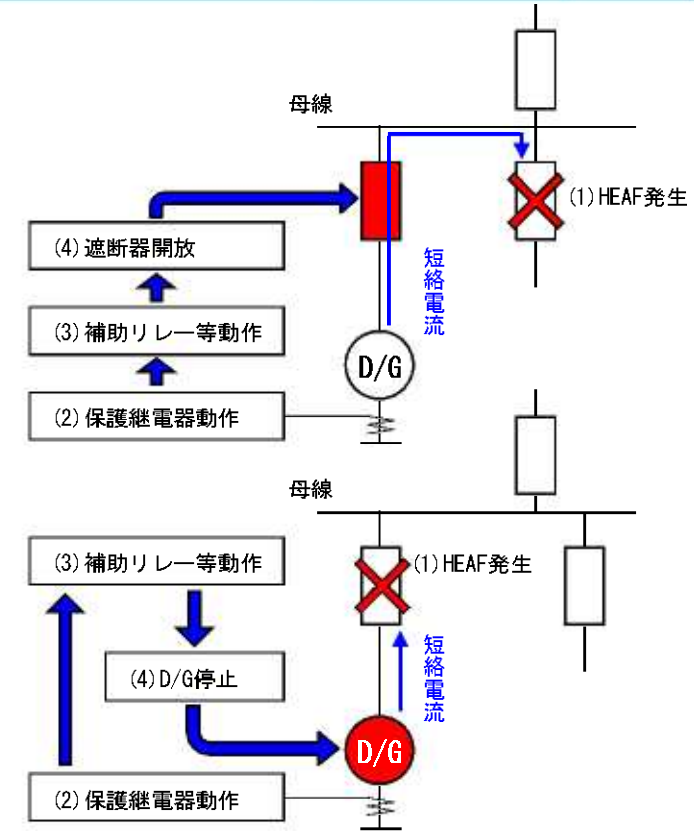 母線
(1)HEAF発生
(4)遮断器開放
短絡電流
(3)補助リレー等動作
D/G
(2)保護継電器動作
母線
(3)補助リレー等動作
(1)HEAF発生
短絡電流
(4)D/G停止
D/G
(2)保護継電器動作